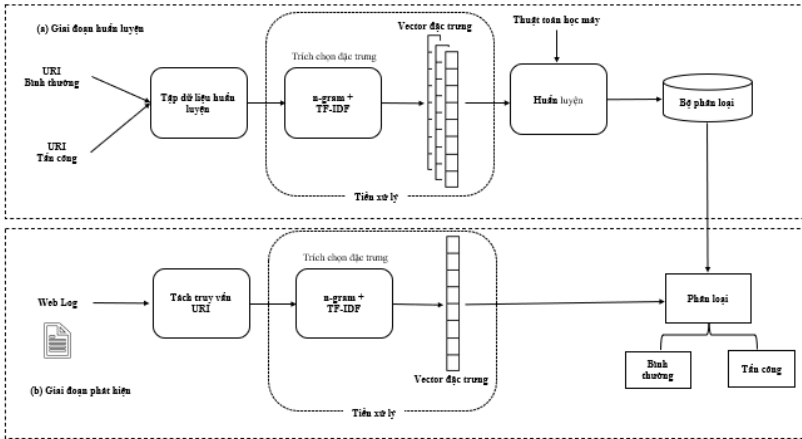 (a) Giai đoạn huấn luyện
URI
Bình thường
URI
Tấn công
Tập dữ liệu huấn
luyện
Trích chọn đặc trưng
n-gram +
TF-IDF
Vector đặc trưng
Tiền xử lý
Thuật toán học máy
Huấn luyện
Bộ phân loại
Web Log
Tách truy vấn
URI
Trích chọn đặc trưng
n-gram +
TF-IDF
Vector đặc trưng
Tiền xử lý
Phân loại
Bình
thường
Tấn công
(b) Giai đoạn phát hiện